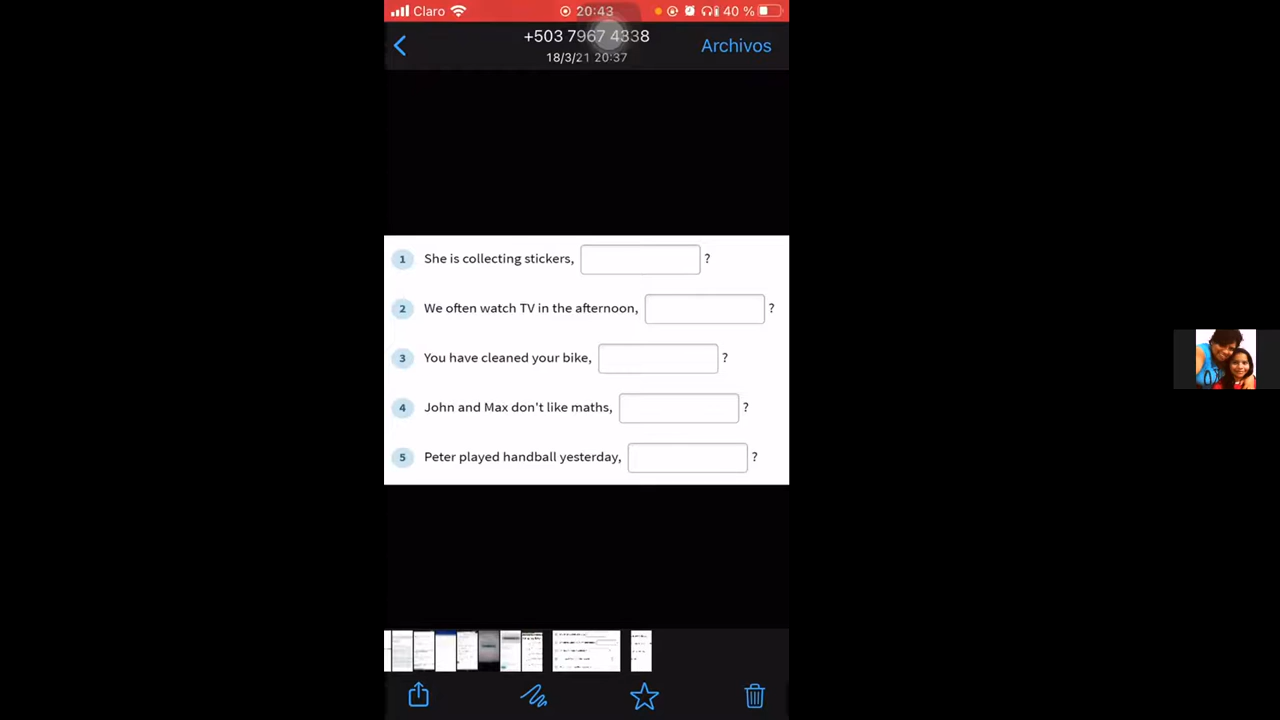 Claro 20:43 40 %
+503 7967 4338
18/3/21 20:37
Archivos
1 She is collecting stickers, ?
2 We often watch TV in the afternoon, ?
3 You have cleaned your bike, ?
4 John and Max don't like maths, ?
5 Peter played handball yesterday, ?